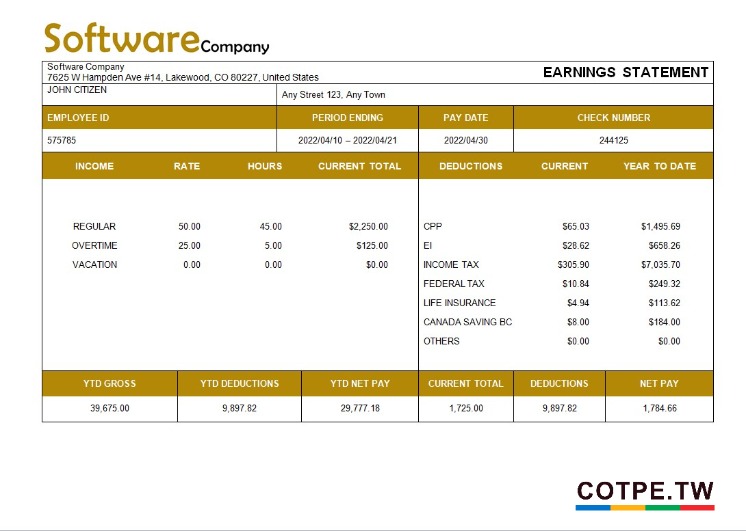 Software Company
Software Company
7625 W Hampden Ave #14, Lakewood, CO 80227, United States
EARNINGS STATEMENT
JOHN CITIZEN
Any Street 123, Any Town
EMPLOYEE ID PERIOD ENDING PAY DATE CHECK NUMBER
575785 2022/04/10 – 2022/04/21 2022/04/30 244125
INCOME RATE HOURS CURRENT TOTAL DEDUCTIONS CURRENT YEAR TO DATE
REGULAR 50.00 45.00 $2,250.00 CPP $65.03 $1,495.69
OVERTIME 25.00 5.00 $125.00 EI $28.62 $658.26
VACATION 0.00 0.00 $0.00 INCOME TAX $305.90 $7,035.70
FEDERAL TAX $10.84 $249.32
LIFE INSURANCE $4.94 $113.62
CANADA SAVING BC $8.00 $184.00
OTHERS $0.00 $0.00
YTD GROSS YTD DEDUCTIONS YTD NET PAY CURRENT TOTAL DEDUCTIONS NET PAY
39,675.00 9,897.82 29,777.18 1,725.00 9,897.82 1,784.66
COTPE.TW